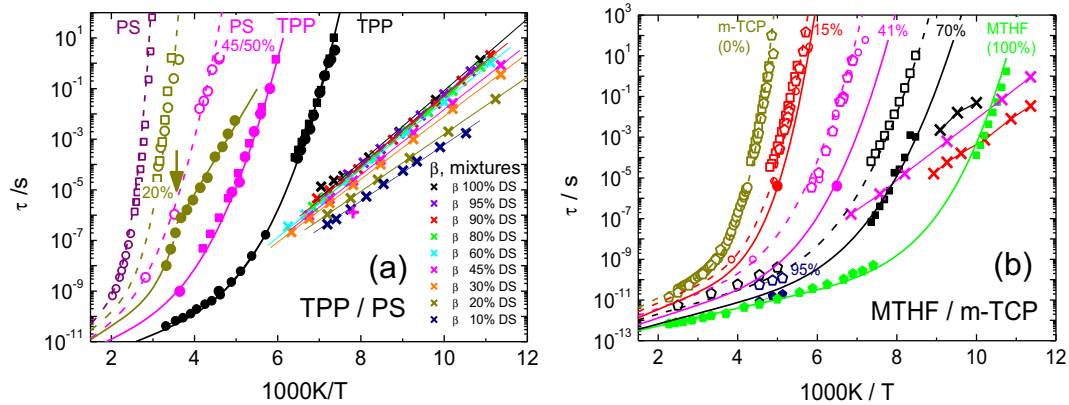 PS
PS
45/50%
TPP
TPP
20%
10¹
10⁻¹
10⁻³
10⁻⁵
10⁻⁷
10⁻⁹
10⁻¹¹
τ /s
2 4 6 8 10 12
1000K/T
(a)
TPP / PS
β, mixtures
β 100% DS
β 95% DS
β 90% DS
β 80% DS
β 60% DS
β 45% DS
β 30% DS
β 20% DS
β 10% DS
m-TCP
(0%)
15%
41%
70%
MTHF
(100%)
95%
10³
10¹
10⁻¹
10⁻³
10⁻⁵
10⁻⁷
10⁻⁹
10⁻¹¹
10⁻¹³
τ / s
2 4 6 8 10 12
1000K / T
(b)
MTHF / m-TCP